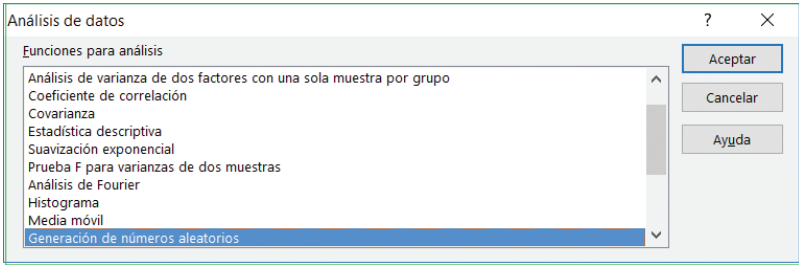 Análisis de datos ?
Funciones para análisis
Análisis de varianza de dos factores con una sola muestra por grupo
Coeficiente de correlación
Covarianza
Estadística descriptiva
Suavización exponencial
Prueba F para varianzas de dos muestras
Análisis de Fourier
Histograma
Media móvil
Generación de números aleatorios
Aceptar
Cancelar
Ayuda